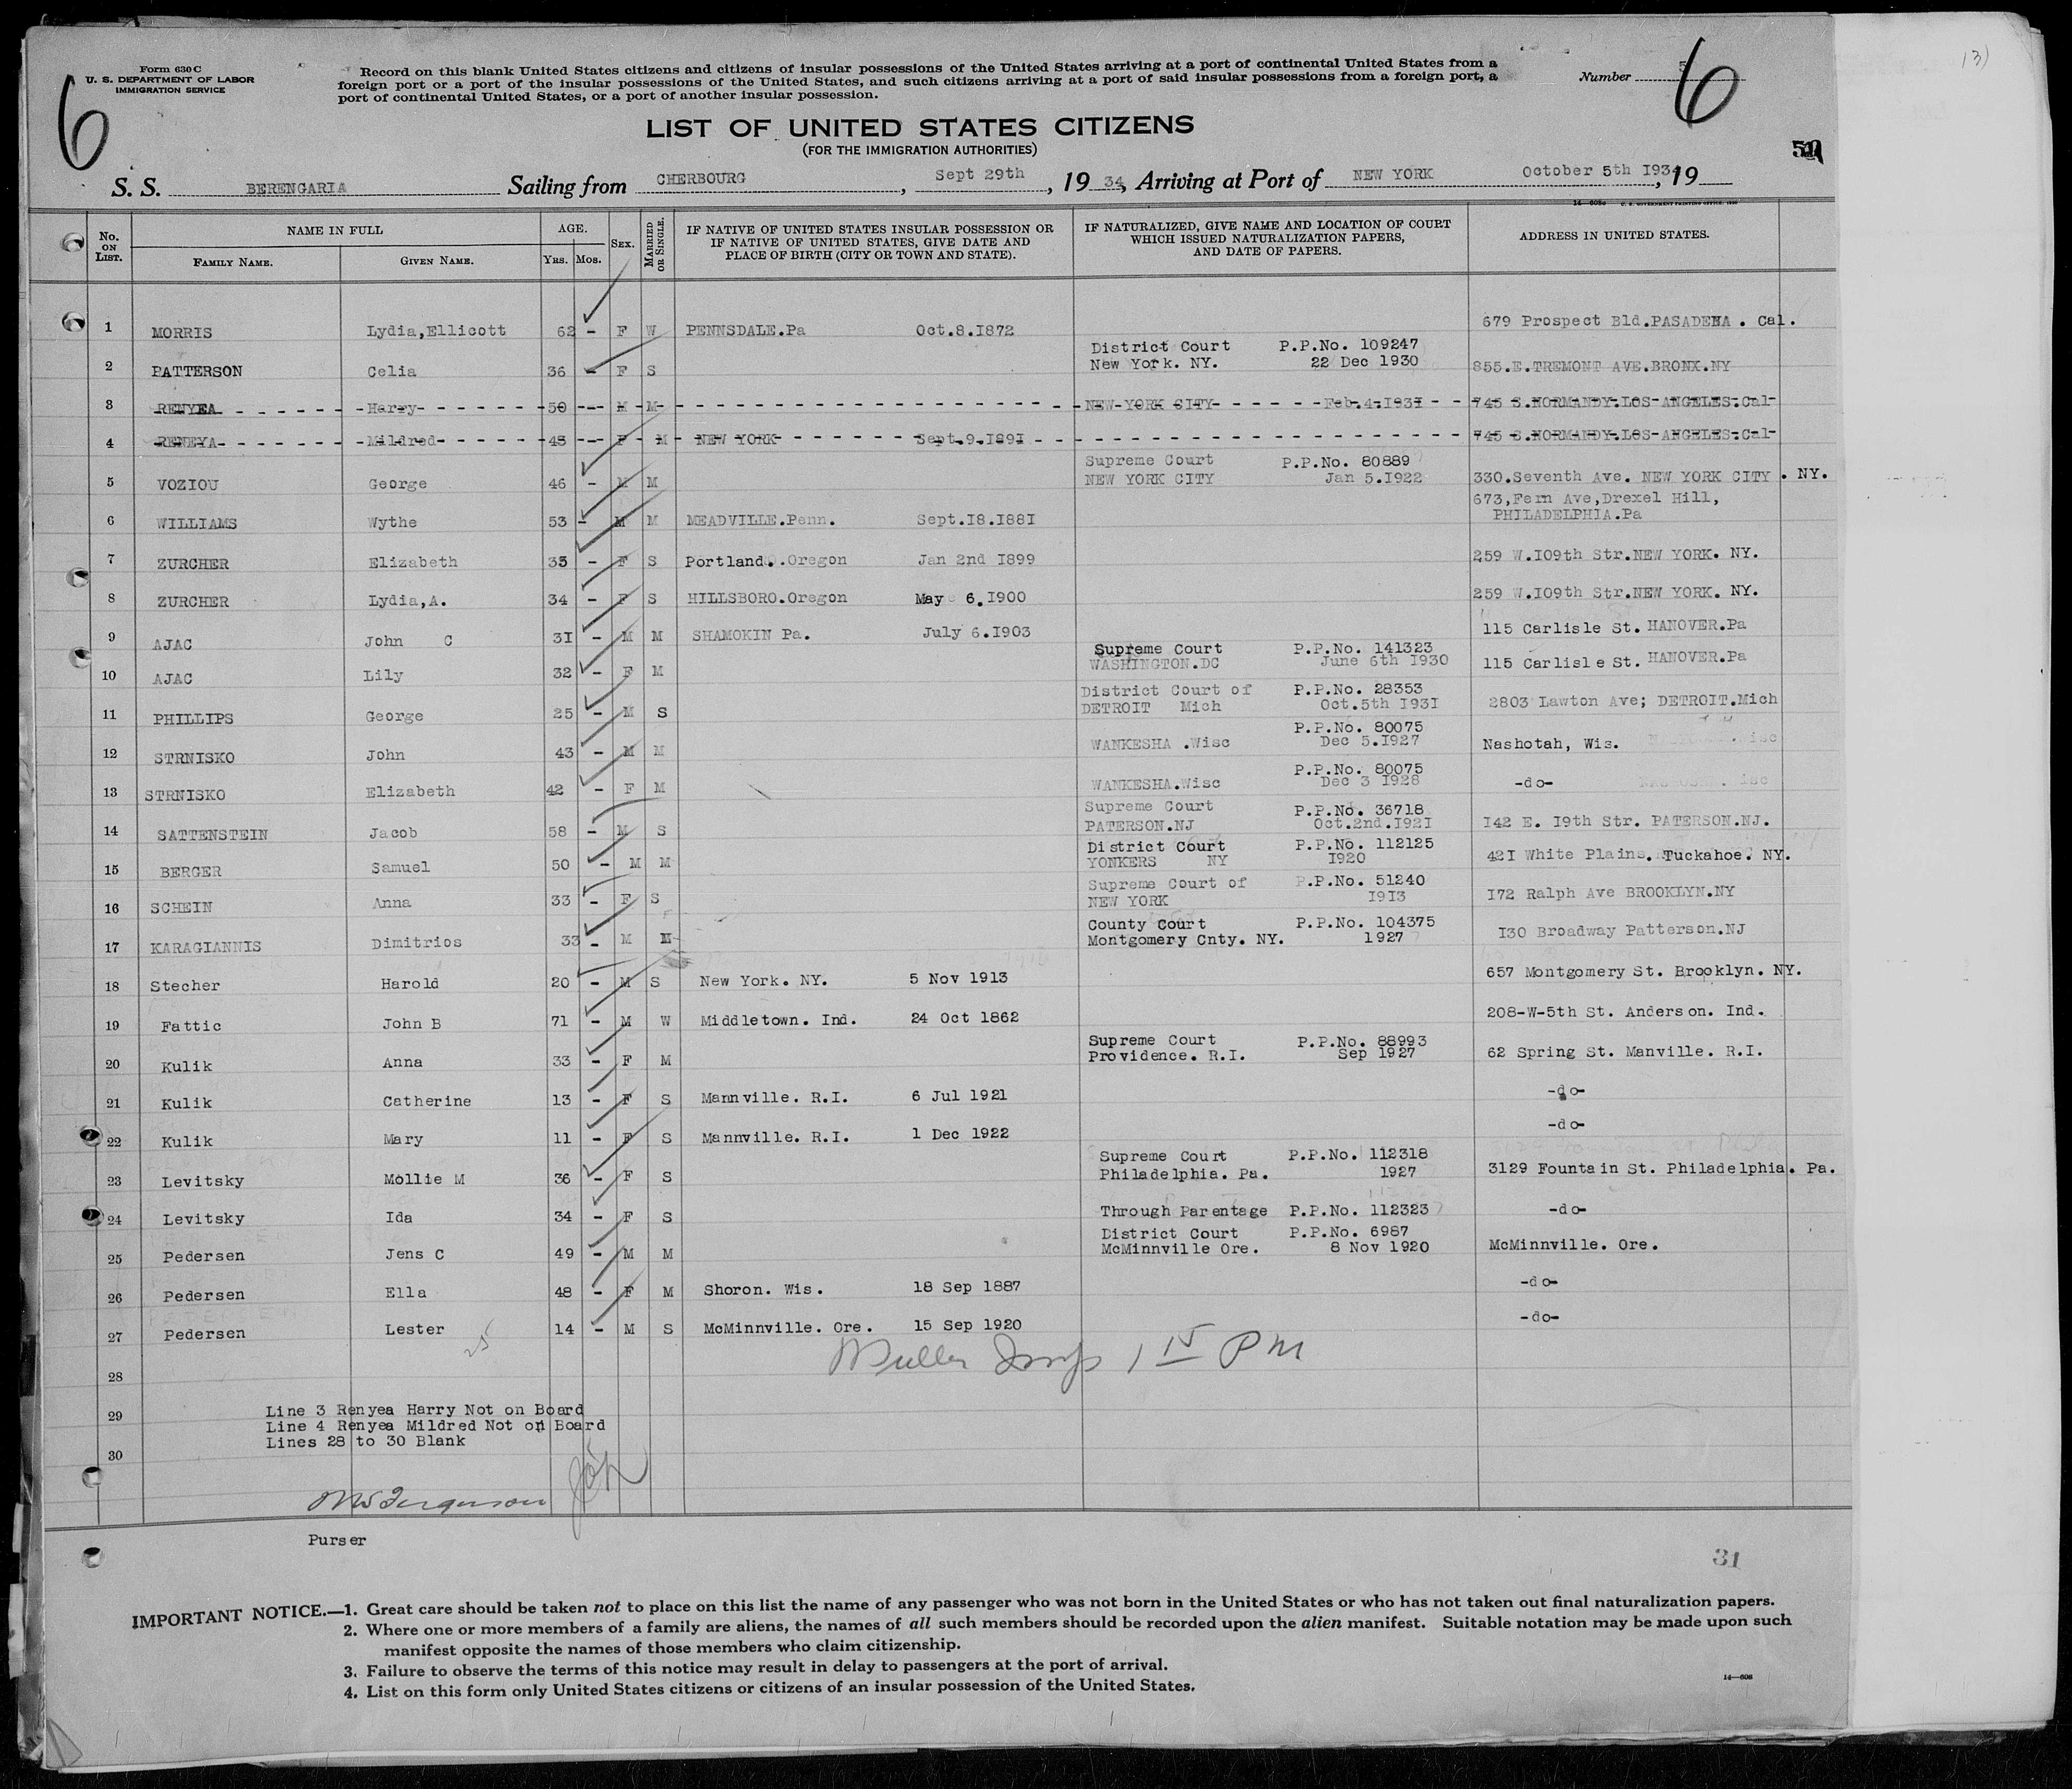 Form 630 C
U. S. DEPARTMENT OF LABOR
IMMIGRATION SERVICE
6
Record on this blank United States citizens and citizens of insular possessions of the United States arriving at a port of continental United States from a
foreign port or a port of the insular possessions of the United States, and such citizens arriving at a port of said insular possessions from a foreign port, a
port of continental United States, or a port of another insular possession.
Number
6
LIST OF UNITED STATES CITIZENS
(FOR THE IMMIGRATION AUTHORITIES)
S. S. BERENGARIA Sailing from CHERBOURG, Sept 29th, 19 34, Arriving at Port of NEW YORK October 5th I934, 19
No. ON LIST. NAME IN FULL AGE. SEX. MARRIED OR SINGLE. IF NATIVE OF UNITED STATES INSULAR POSSESSION OR IF NATIVE OF UNITED STATES, GIVE DATE AND PLACE OF BIRTH (CITY OR TOWN AND STATE). IF NATURALIZED, GIVE NAME AND LOCATION OF COURT WHICH ISSUED NATURALIZATION PAPERS, AND DATE OF PAPERS. ADDRESS IN UNITED STATES.
FAMILY NAME. GIVEN NAME. YRS. MOS.
1 MORRIS Lydia,Ellicott 62 - F W PENNSDALE.Pa Oct.8.I872 679 Prospect Bld.PASADENA . Cal.
2 PATTERSON Celia 36 - F S District Court P.P.No. 109247 New York. NY. 22 Dec 1930 855.E.TREMONT AVE.BRONX.NY
3 RENYEA Harry 50 - M M NEW YORK CITY Feb.4.I93I 745 S.NORMANDY.LOS ANGELES.Cal
4 RENEYA Mildred 43 - F M NEW YORK Sept.9.I89I 745 S.NORMANDY.LOS ANGELES.Cal
5 VOZIOU George 46 - M M Supreme Court P.P.No. 80889 NEW YORK CITY Jan 5.I922 330.Seventh Ave. NEW YORK CITY . NY.
6 WILLIAMS Wythe 53 - M M MEADVILLE.Penn. Sept.I8.I88I 673,Fern Ave,Drexel Hill, PHILADELPHIA.Pa
7 ZURCHER Elizabeth 35 - F S Portland..Oregon Jan 2nd I899 259 W.I09th Str.NEW YORK. NY.
8 ZURCHER Lydia,A. 34 - F S HILLSBORO.Oregon May 6.I900 259 W.I09th Str.NEW YORK. NY.
9 AJAC John C 3I - M M SHAMOKIN Pa. July 6.I903 115 Carlisle St. HANOVER.Pa
10 AJAC Lily 32 - F M Supreme Court P.P.No. 141323 WASHINGTON.DC June 6th I930 115 Carlisle St. HANOVER.Pa
11 PHILLIPS George 25 - M S District Court of P.P.No. 28353 DETROIT Mich Oct.5th I93I 2803 Lawton Ave; DETROIT.Mich
12 STRNISKO John 43 - M M WANKESHA .Wisc P.P.No. 80075 Dec 5.I927 Nashotah, Wis.
13 STRNISKO Elizabeth 42 - F M WANKESHA.Wisc P.P.No. 80075 Dec 3 I928 -do-
14 SATTENSTEIN Jacob 58 - M S Supreme Court P.P.No. 36718 PATERSON.NJ Oct.2nd.I92I I42 E. I9th Str. PATERSON.NJ.
15 BERGER Samuel 50 - M M District Court P.P.No. 112125 YONKERS NY I920 42I White Plains. Tuckahoe. NY.
16 SCHEIN Anna 33 - F S Supreme Court of P.P.No. 51240 NEW YORK I9I3 I72 Ralph Ave BROOKLYN.NY
17 KARAGIANNIS Dimitrios 33 - M County Court P.P.No. 104375 Montgomery Cnty. NY. 1927 I30 Broadway Patterson.NJ
18 Stecher Harold 20 - M S New York. NY. 5 Nov 1913 657 Montgomery St. Brooklyn. NY.
19 Fattic John B 71 - M W Middletown. Ind. 24 Oct 1862 208-W-5th St. Anderson. Ind.
20 Kulik Anna 33 - F M Supreme Court P.P.No. 88993 Providence. R.I. Sep 1927 62 Spring St. Manville. R.I.
21 Kulik Catherine 13 - F S Mannville. R.I. 6 Jul 1921 -do-
22 Kulik Mary 11 - F S Mannville. R.I. 1 Dec 1922 -do-
23 Levitsky Mollie M 36 - F S Supreme Court P.P.No. 112318 Philadelphia. Pa. 1927 3129 Fountain St. Philadelphia. Pa.
24 Levitsky Ida 34 - F S Through Parentage P.P.No. 112323 -do-
25 Pedersen Jens C 49 - M M District Court P.P.No. 6987 McMinnville Ore. 8 Nov 1920 McMinnville. Ore.
26 Pedersen Ella 48 - F M Shoron. Wis. 18 Sep 1887 -do-
27 Pedersen Lester 14 - M S McMinnville. Ore. 15 Sep 1920 -do-
25
1 15 PM
28
29
30
Line 3 Renyea Harry Not on Board
Line 4 Renyea Mildred Not on Board
Lines 28 to 30 Blank
Purser
31
IMPORTANT NOTICE.—1. Great care should be taken not to place on this list the name of any passenger who was not born in the United States or who has not taken out final naturalization papers.
2. Where one or more members of a family are aliens, the names of all such members should be recorded upon the alien manifest. Suitable notation may be made upon such
manifest opposite the names of those members who claim citizenship.
3. Failure to observe the terms of this notice may result in delay to passengers at the port of arrival.
4. List on this form only United States citizens or citizens of an insular possession of the United States.
14—608